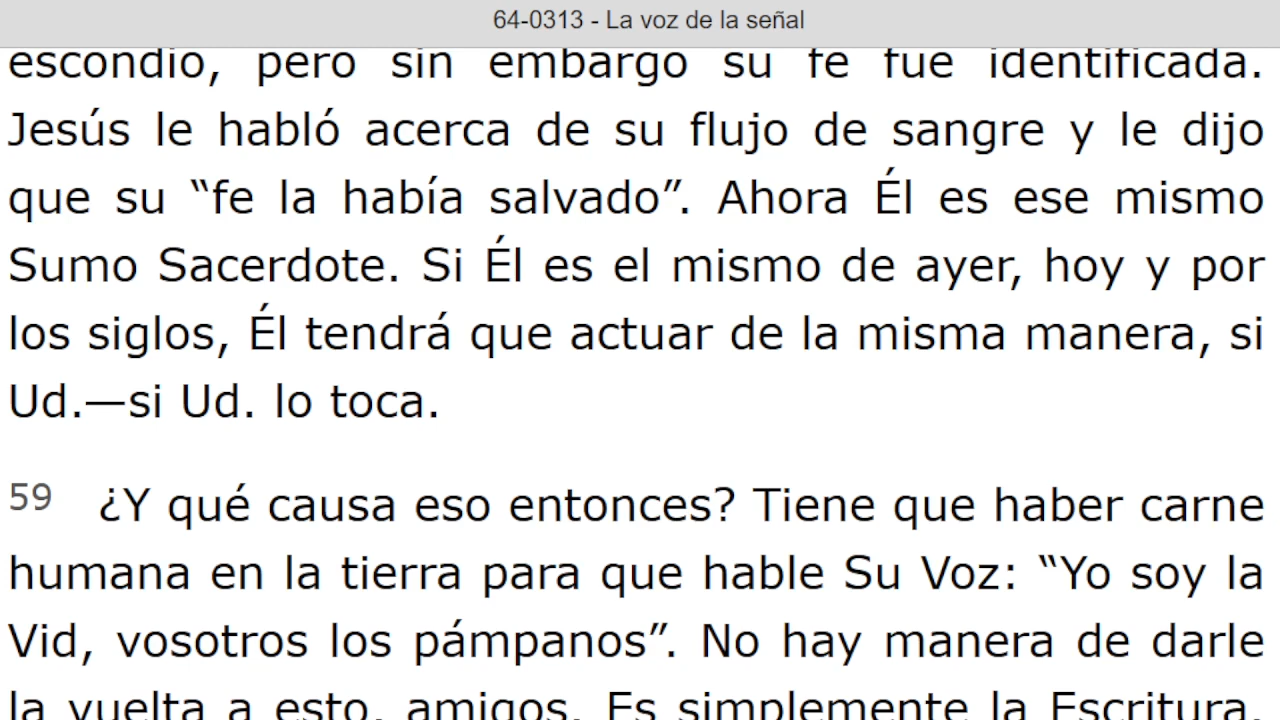 64-0313 - La voz de la señal
escondió, pero sin embargo su fe fue identificada.
Jesús le habló acerca de su flujo de sangre y le dijo
que su “fe la había salvado”. Ahora Él es ese mismo
Sumo Sacerdote. Si Él es el mismo de ayer, hoy y por
los siglos, Él tendrá que actuar de la misma manera, si
Ud.—si Ud. lo toca.
59 ¿Y qué causa eso entonces? Tiene que haber carne
humana en la tierra para que hable Su Voz: “Yo soy la
Vid, vosotros los pámpanos”. No hay manera de darle
la vuelta a esto, amigos. Es simplemente la Escritura.